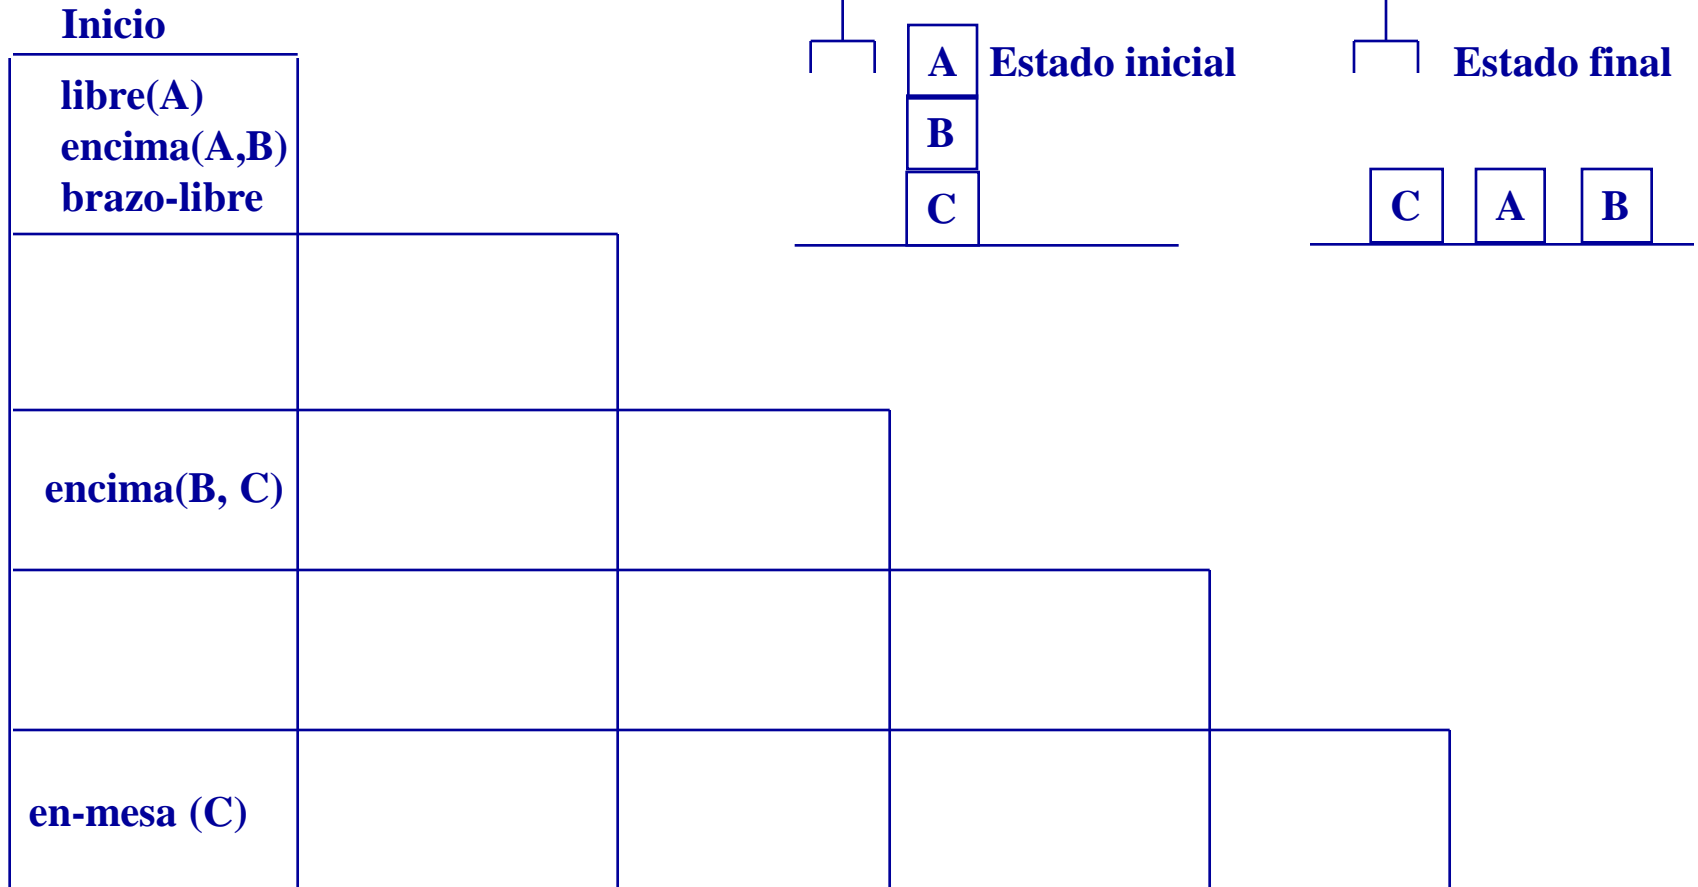 Inicio
libre(A)
encima(A,B)
brazo-libre
encima(B, C)
en-mesa (C)
A
Estado inicial
B
C
Estado final
C A B